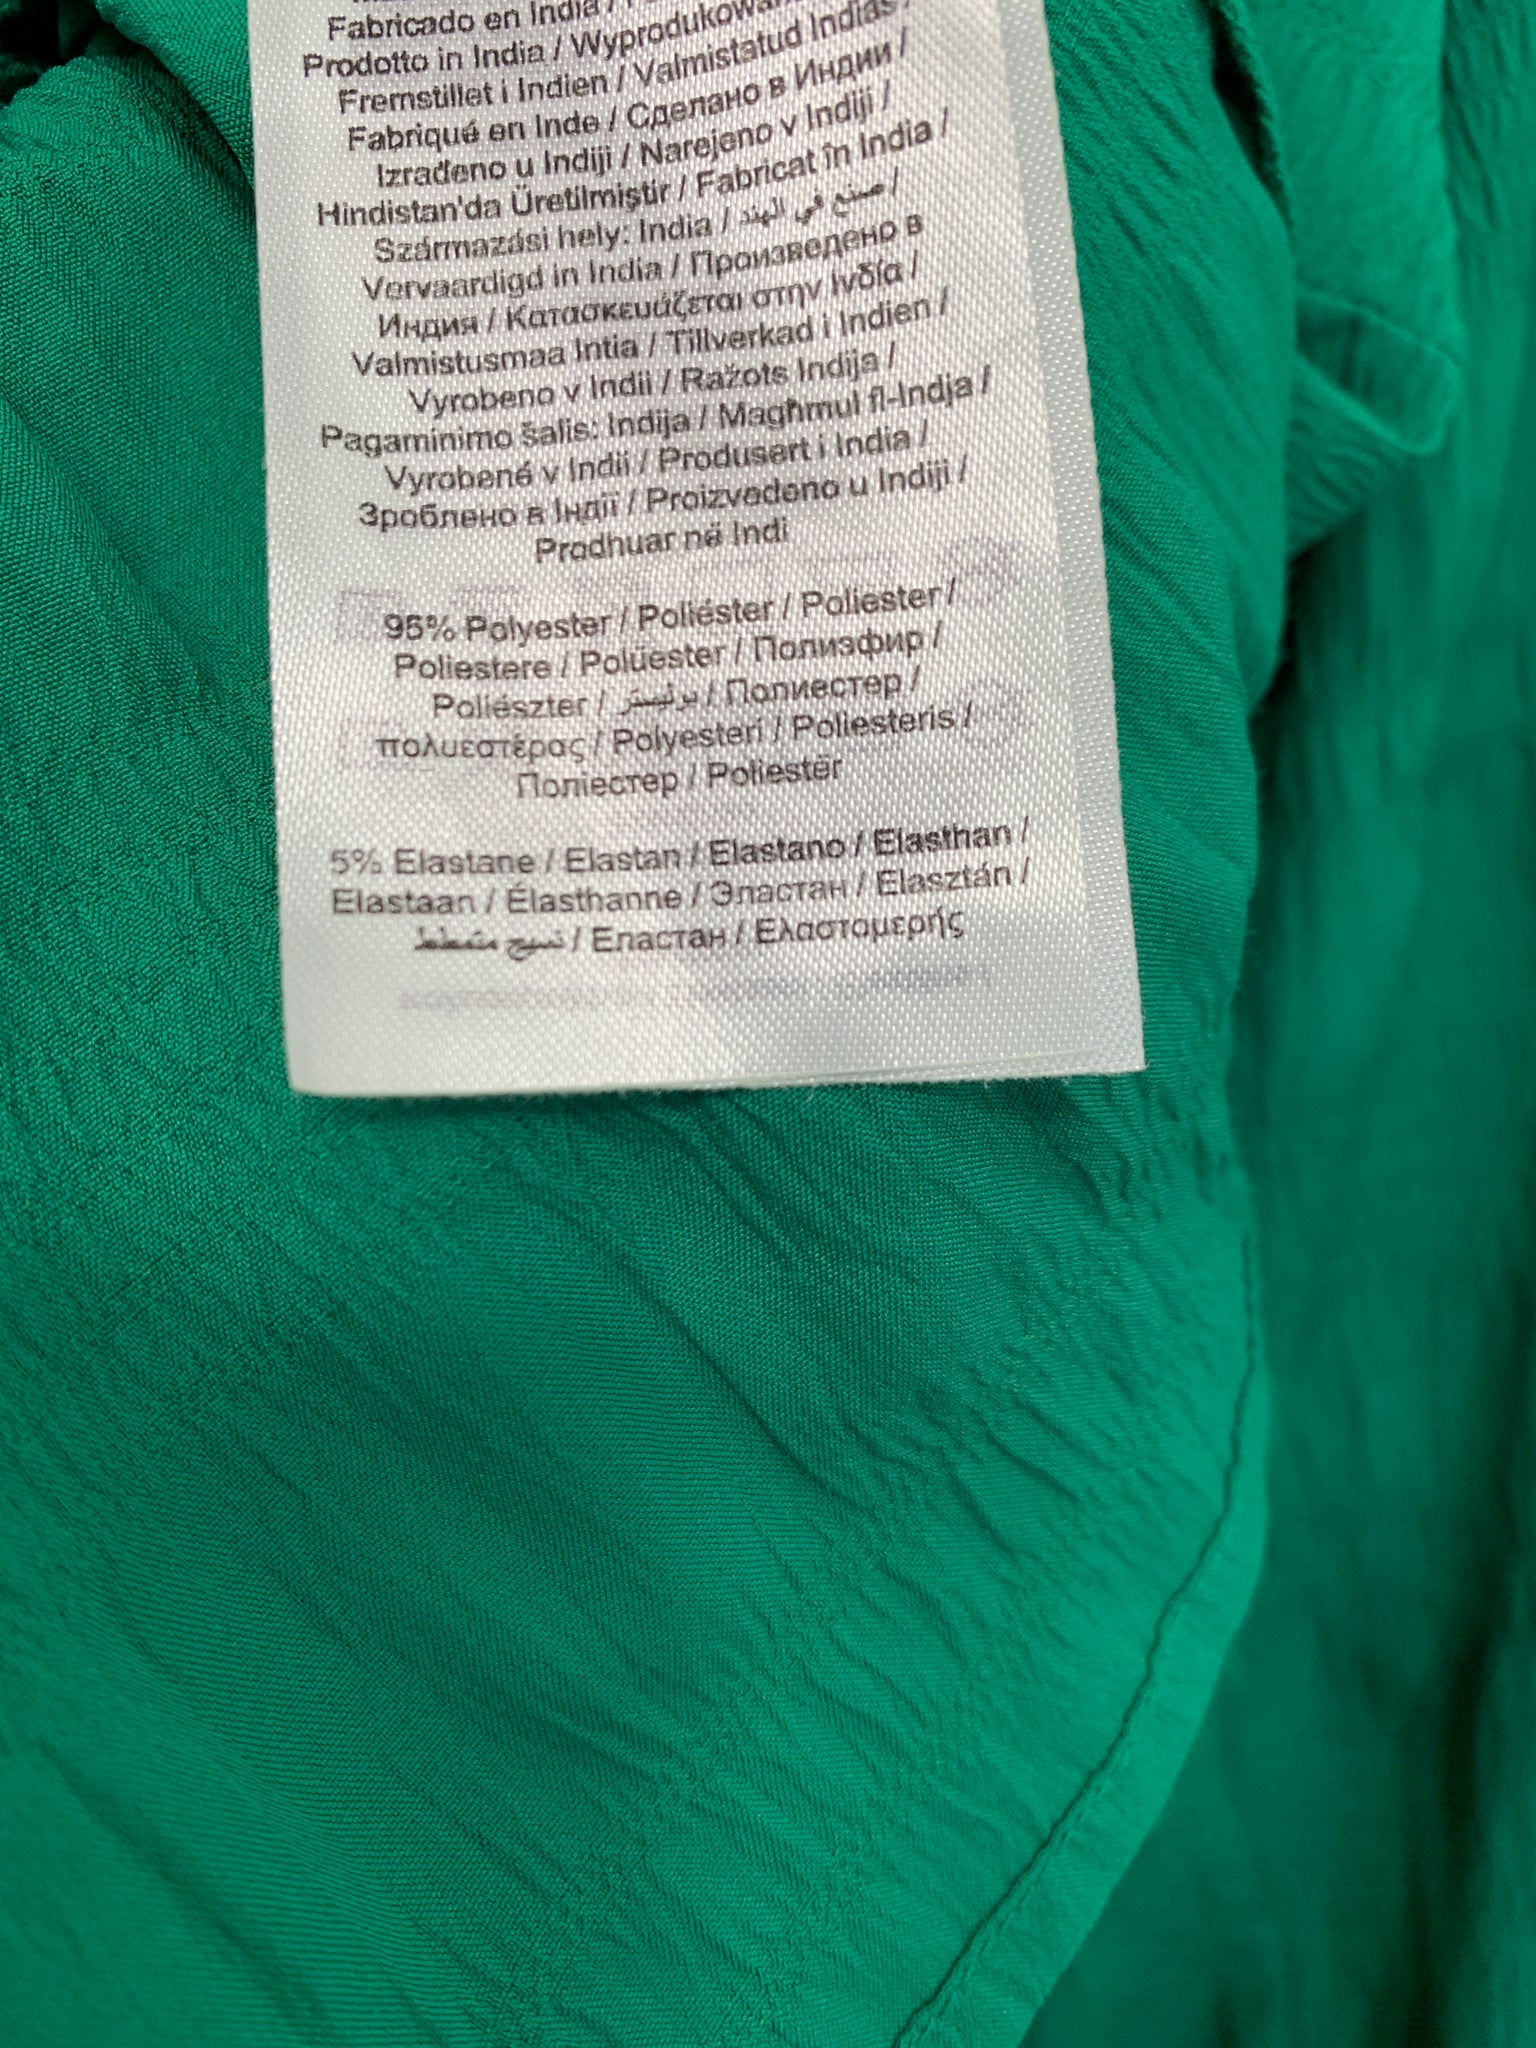 Fabricado en India /
Prodotto in India / Wyprodukowano
Fremstillet i Indien / Valmistatud Indias /
Fabriqué en Inde / Сделано в Индии /
Izrađeno u Indiji / Narejeno v Indiji /
Hindistan'da Üretilmiştir / Fabricat în India /
Származási hely: India / صنع في الهند /
Vervaardigd in India / Произведено в
Индия / Κατασκευάζεται στην Ινδία /
Valmistusmaa Intia / Tillverkad i Indien /
Vyrobeno v Indii / Ražots Indija /
Pagaminimo šalis: Indija / Magħmul fl-Indja /
Vyrobené v Indii / Produsert i India /
Зроблено в Індії / Proizvedeno u Indiji /
Prodhuar në Indi
95% Polyester / Poliéster / Poliester /
Poliestere / Polüester / Полиэфир /
Poliészter / بوليستر / Полиестер /
πολυεστέρας / Polyesteri / Poliesteris /
Поліестер / Poliestër
5% Elastane / Elastan / Elastano / Elasthan /
Elastaan / Élasthanne / Эластан / Elasztán /
نسيج متمطط / Еластан / Ελαστομερής